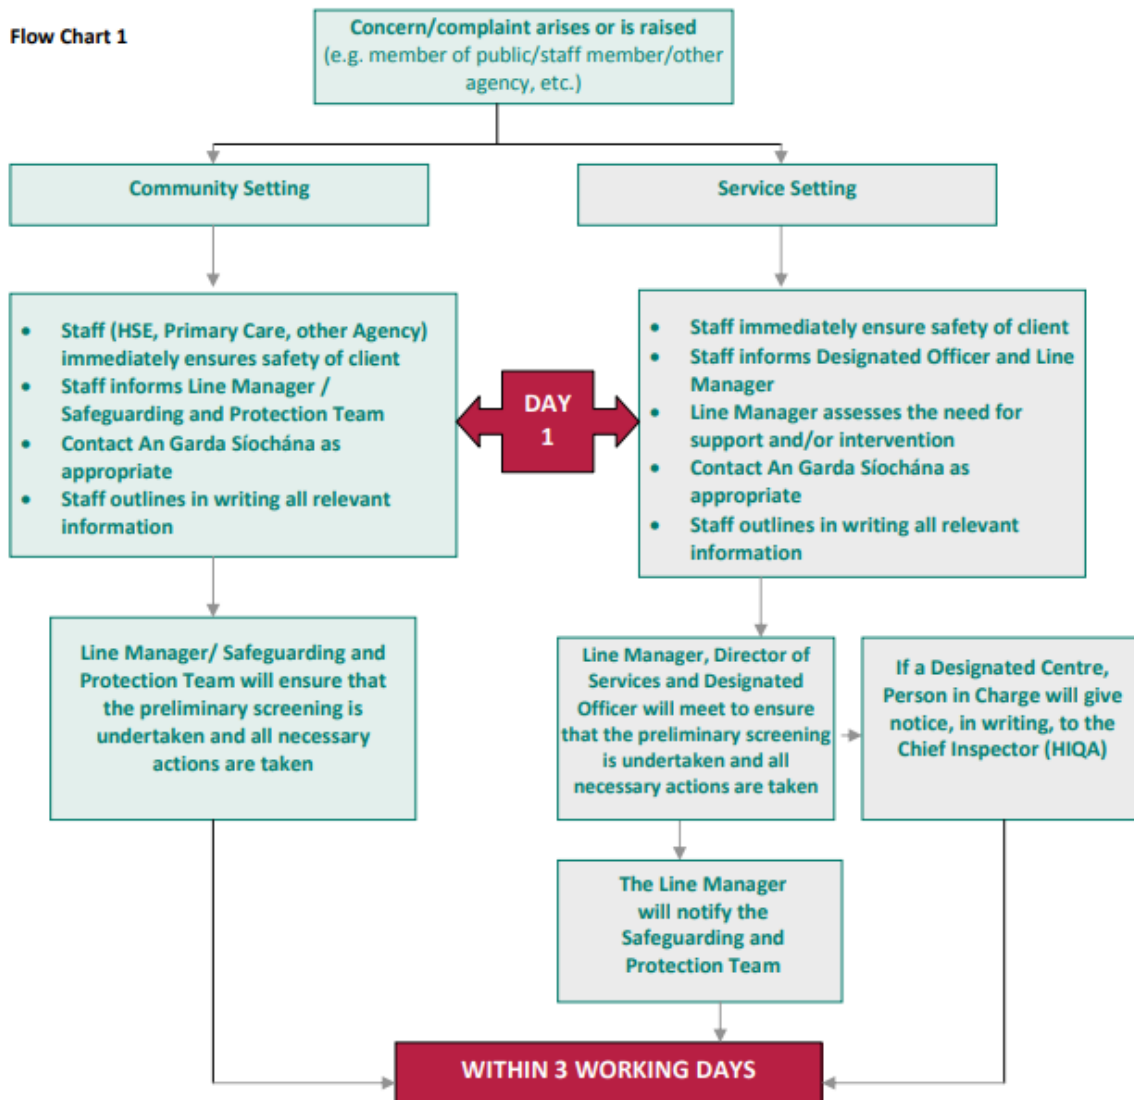 Flow Chart 1
Concern/complaint arises or is raised
(e.g. member of public/staff member/other
agency, etc.)
Community Setting
Service Setting
• Staff (HSE, Primary Care, other Agency)
immediately ensures safety of client
• Staff informs Line Manager /
Safeguarding and Protection Team
• Contact An Garda Síochána as
appropriate
• Staff outlines in writing all relevant
information
DAY
1
• Staff immediately ensure safety of client
• Staff informs Designated Officer and Line
Manager
• Line Manager assesses the need for
support and/or intervention
• Contact An Garda Síochána as
appropriate
• Staff outlines in writing all relevant
information
Line Manager/ Safeguarding and
Protection Team will ensure that
the preliminary screening is
undertaken and all necessary
actions are taken
Line Manager, Director of
Services and Designated
Officer will meet to ensure
that the preliminary screening
is undertaken and all
necessary actions are taken
If a Designated Centre,
Person in Charge will give
notice, in writing, to the
Chief Inspector (HIQA)
The Line Manager
will notify the
Safeguarding and
Protection Team
WITHIN 3 WORKING DAYS